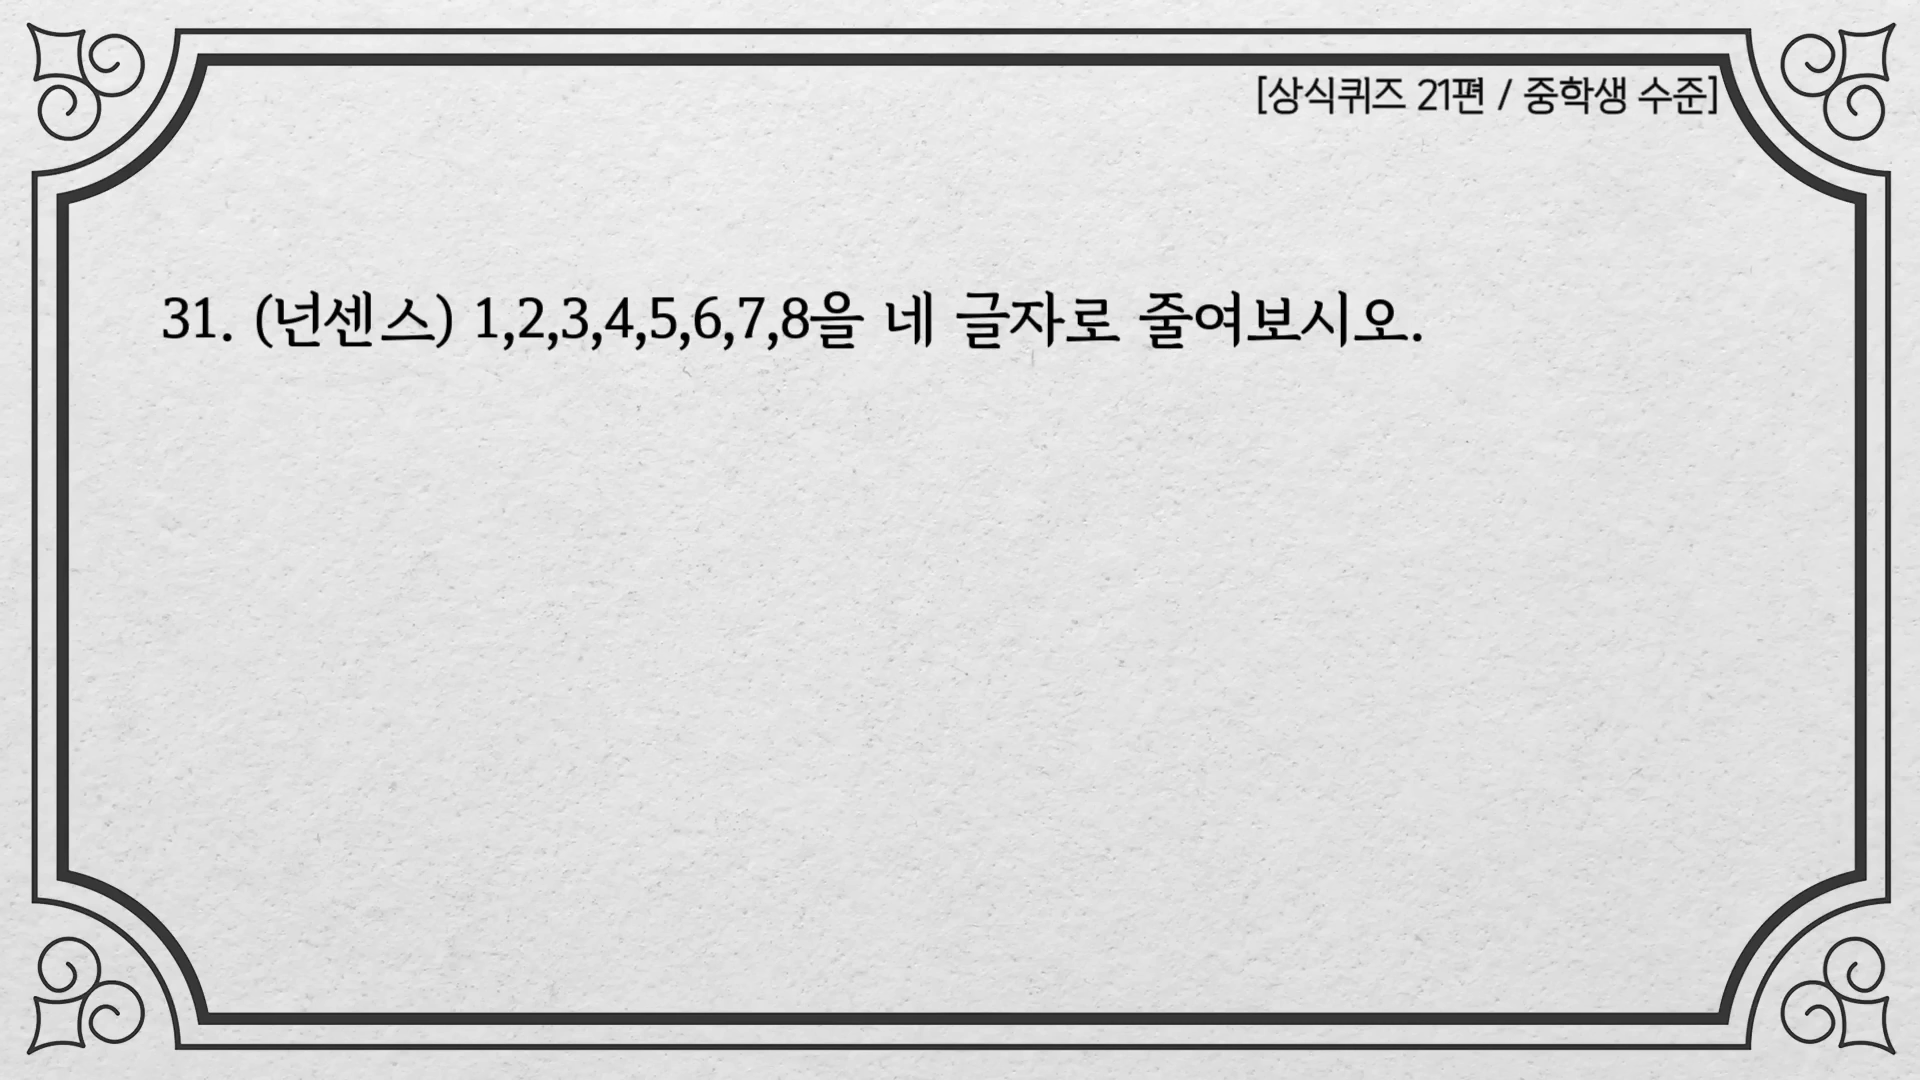 [상식퀴즈 21편 / 중학생 수준]
31. (넌센스) 1,2,3,4,5,6,7,8을 네 글자로 줄여보시오.